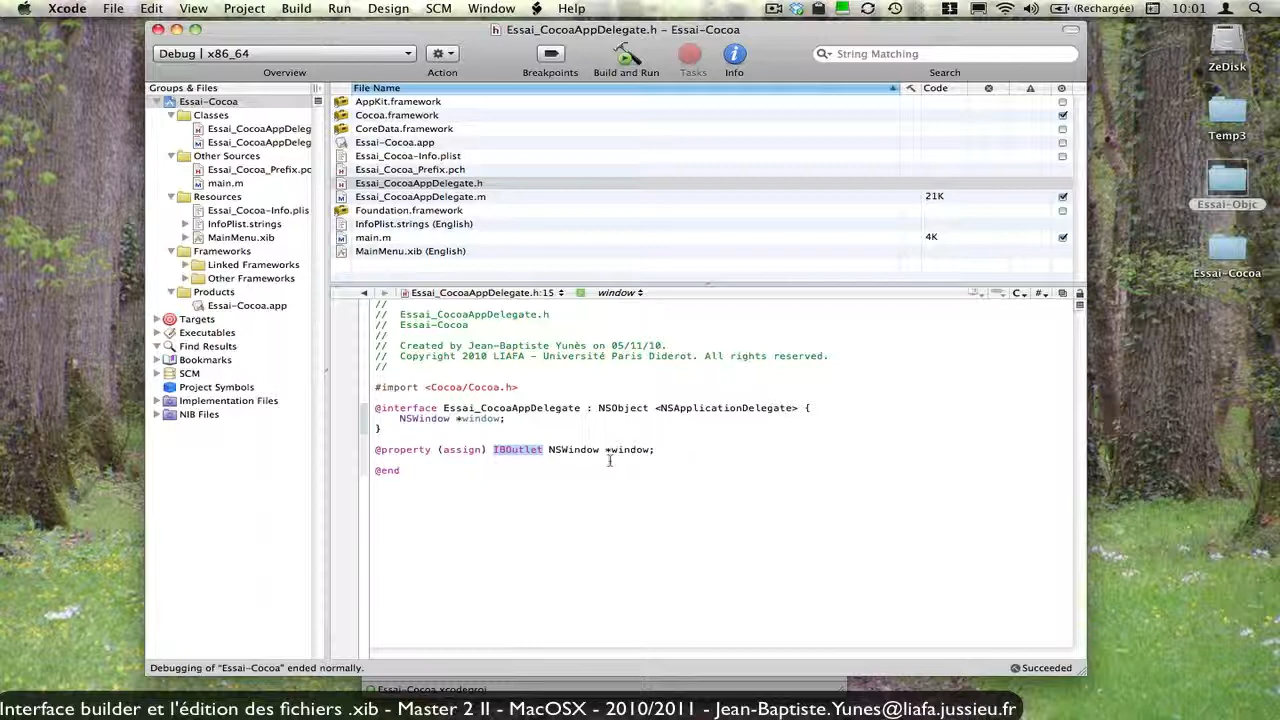 Xcode File Edit View Project Build Run Design SCM Window Help (Rechargée) 10:01
Essai_CocoaAppDelegate.h – Essai-Cocoa
Debug | x86_64
String Matching
Overview Action Breakpoints Build and Run Tasks Info Search
Groups & Files
File Name Code
Essai-Cocoa
Classes
Essai_CocoaAppDeleg
Essai_CocoaAppDeleg
Other Sources
Essai_Cocoa_Prefix.pc
main.m
Resources
Essai_Cocoa-Info.plis
InfoPlist.strings
MainMenu.xib
Frameworks
Linked Frameworks
Other Frameworks
Products
Essai-Cocoa.app
Targets
Executables
Find Results
Bookmarks
SCM
Project Symbols
Implementation Files
NIB Files
AppKit.framework
Cocoa.framework
CoreData.framework
Essai-Cocoa.app
Essai_Cocoa-Info.plist
Essai_Cocoa_Prefix.pch
Essai_CocoaAppDelegate.h
Essai_CocoaAppDelegate.m 21K
Foundation.framework
InfoPlist.strings (English)
main.m 4K
MainMenu.xib (English)
Essai_CocoaAppDelegate.h:15 window C #
//
// Essai_CocoaAppDelegate.h
// Essai-Cocoa
//
// Created by Jean-Baptiste Yunès on 05/11/10.
// Copyright 2010 LIAFA - Université Paris Diderot. All rights reserved.
//
#import <Cocoa/Cocoa.h>
@interface Essai_CocoaAppDelegate : NSObject <NSApplicationDelegate> {
NSWindow *window;
}
@property (assign) IBOutlet NSWindow *window;
@end
Debugging of "Essai-Cocoa" ended normally. Succeeded
ZeDisk
Temp3
Essai-Objc
Essai-Cocoa
Essai-Cocoa.xcodeproj
Interface builder et l'édition des fichiers .xib - Master 2 II - MacOSX - 2010/2011 - Jean-Baptiste.Yunes@liafa.jussieu.fr